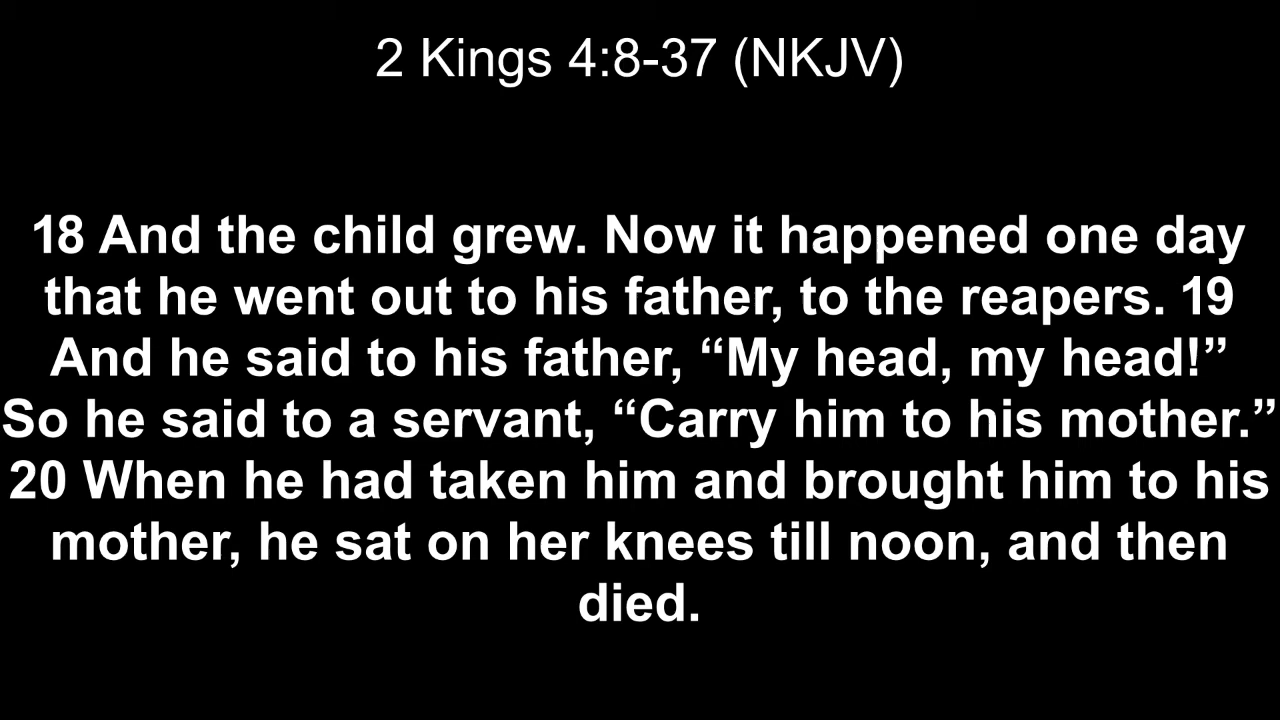 2 Kings 4:8-37 (NKJV)
18 And the child grew. Now it happened one day
that he went out to his father, to the reapers. 19
And he said to his father, “My head, my head!”
So he said to a servant, “Carry him to his mother.”
20 When he had taken him and brought him to his
mother, he sat on her knees till noon, and then
died.